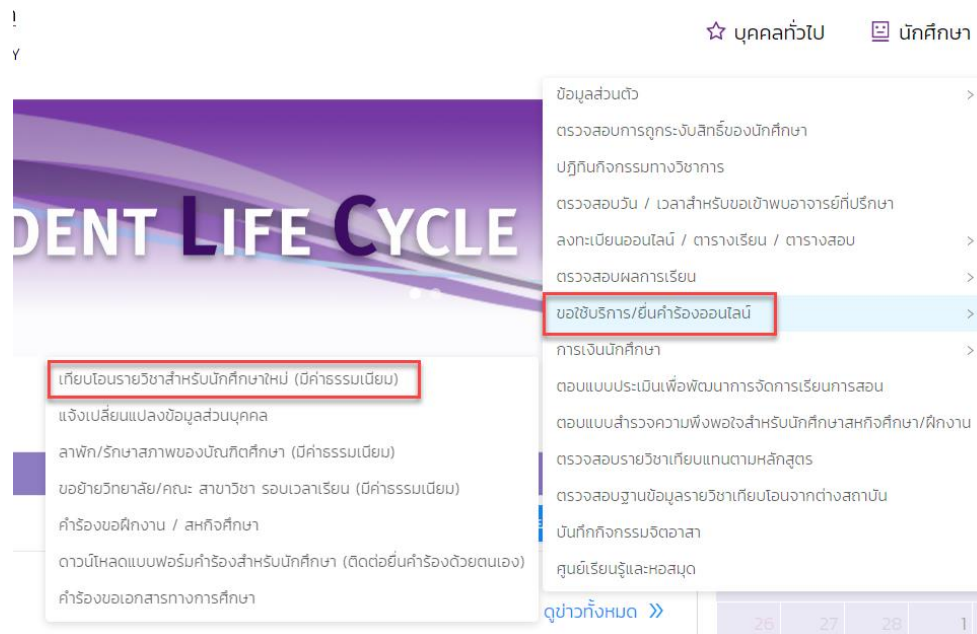 Y
บุคคลทั่วไป
นักศึกษา
DENT LIFE CYCLE
ข้อมูลส่วนตัว >
ตรวจสอบการถูกระงับสิทธิ์ของนักศึกษา
ปฏิทินกิจกรรมทางวิชาการ
ตรวจสอบวัน / เวลาสำหรับขอเข้าพบอาจารย์ที่ปรึกษา
ลงทะเบียนออนไลน์ / ตารางเรียน / ตารางสอบ >
ตรวจสอบผลการเรียน >
ขอใช้บริการ/ยื่นคำร้องออนไลน์ >
การเงินนักศึกษา >
ตอบแบบประเมินเพื่อพัฒนาการจัดการเรียนการสอน
ตอบแบบสำรวจความพึงพอใจสำหรับนักศึกษาสหกิจศึกษา/ฝึกงาน
ตรวจสอบรายวิชาเทียบแทนตามหลักสูตร
ตรวจสอบฐานข้อมูลรายวิชาเทียบโอนจากต่างสถาบัน
บันทึกกิจกรรมจิตอาสา
ศูนย์เรียนรู้และหอสมุด
เทียบโอนรายวิชาสำหรับนักศึกษาใหม่ (มีค่าธรรมเนียม)
แจ้งเปลี่ยนแปลงข้อมูลส่วนบุคคล
ลาพัก/รักษาสภาพของบัณฑิตศึกษา (มีค่าธรรมเนียม)
ขอย้ายวิทยาลัย/คณะ สาขาวิชา รอบเวลาเรียน (มีค่าธรรมเนียม)
คำร้องขอฝึกงาน / สหกิจศึกษา
ดาวน์โหลดแบบฟอร์มคำร้องสำหรับนักศึกษา (ติดต่อยื่นคำร้องด้วยตนเอง)
คำร้องขอเอกสารทางการศึกษา
ดูข่าวทั้งหมด
26 27 28 1